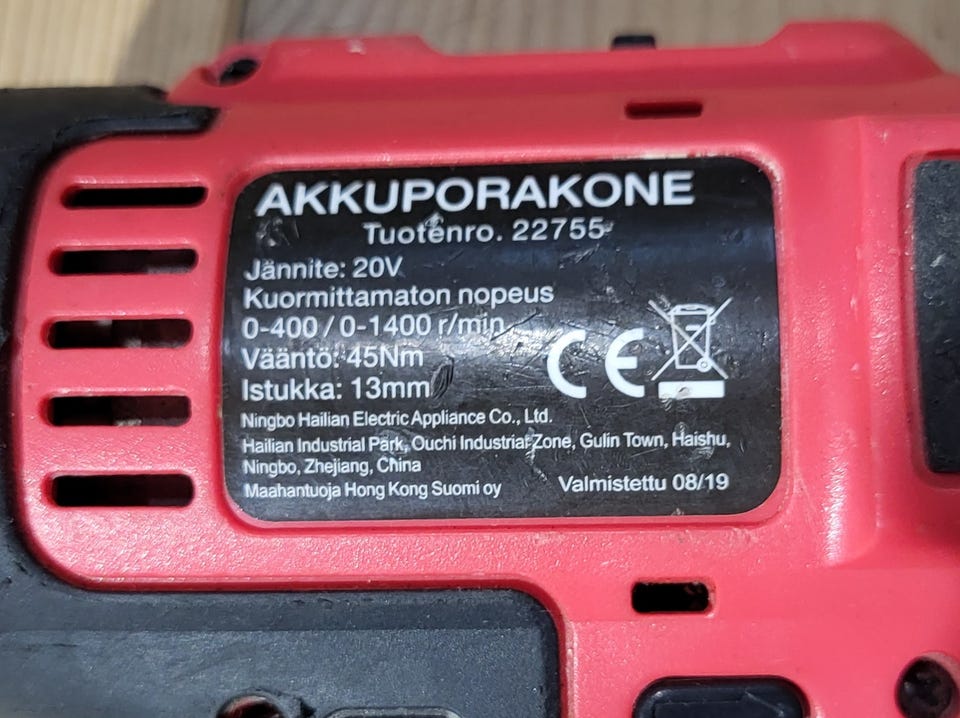 AKKUPORAKONE
Tuotenro. 22755
Jännite: 20V
Kuormittamaton nopeus
0-400 / 0-1400 r/min
Vääntö: 45Nm
Istukka: 13mm
CE
Ningbo Hailian Electric Appliance Co., Ltd.
Hailian Industrial Park, Ouchi Industrial Zone, Gulin Town, Haishu,
Ningbo, Zhejiang, China
Maahantuoja Hong Kong Suomi oy
Valmistettu 08/19